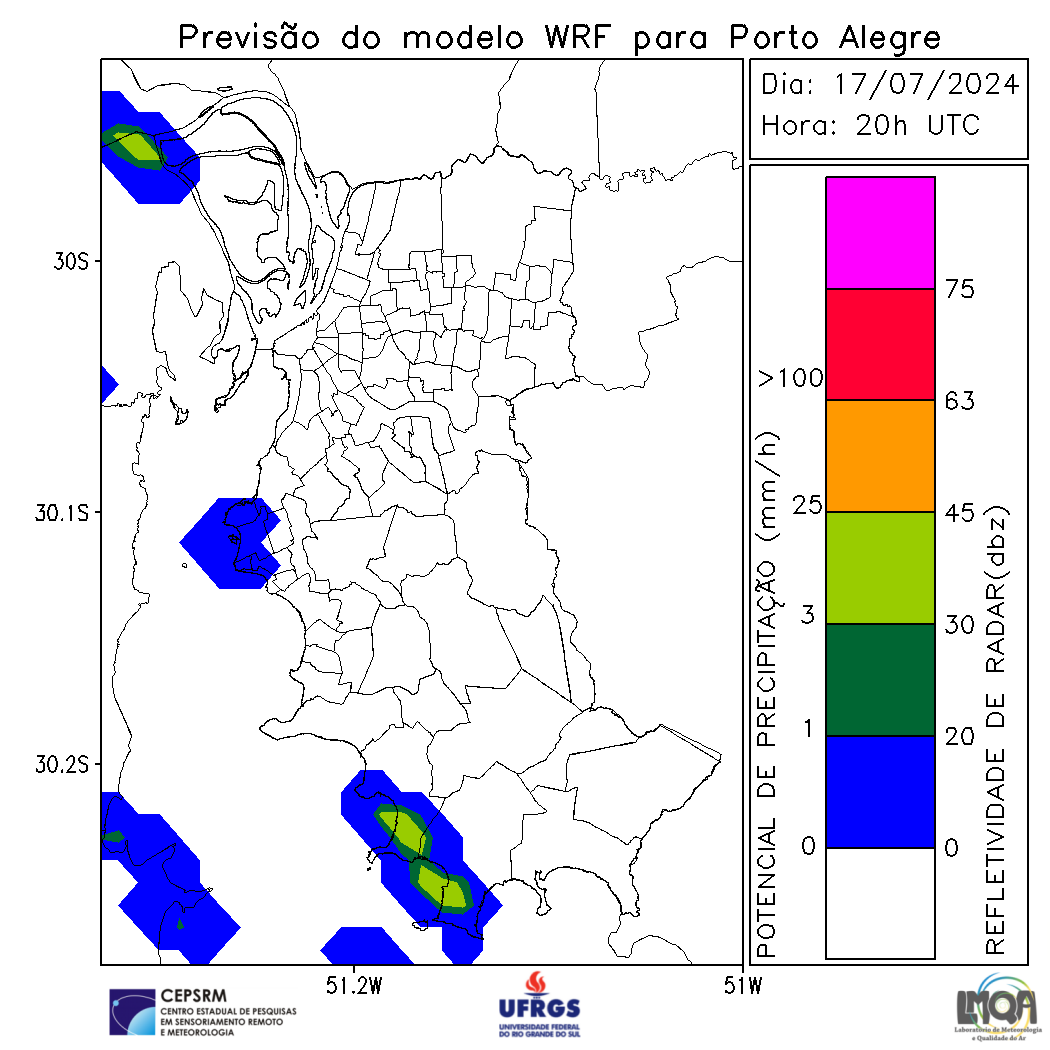 Previsão do modelo WRF para Porto Alegre
Dia: 17/07/2024
Hora: 20h UTC
30S
30.1S
30.2S
51.2W
51W
POTENCIAL DE PRECIPITAÇÃO (mm/h)
>100
25
3
1
0
75
63
45
30
20
0
REFLETIVIDADE DE RADAR(dbz)
CEPSRM
CENTRO ESTADUAL DE PESQUISAS
EM SENSORIAMENTO REMOTO
E METEOROLOGIA
UFRGS
UNIVERSIDADE FEDERAL
DO RIO GRANDE DO SUL
LMQA
Laboratório de Meteorologia
e Qualidade do Ar